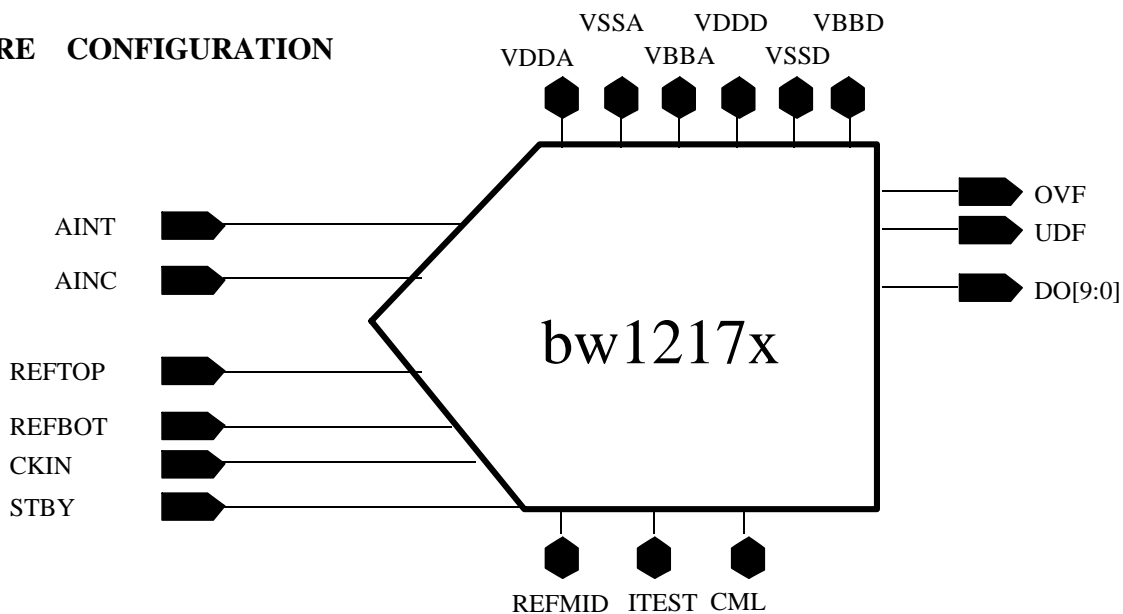 RE CONFIGURATION
VSSA VDDD VBBD
VDDA VBBA VSSD
OVF
AINT
UDF
AINC
DO[9:0]
bw1217x
REFTOP
REFBOT
CKIN
STBY
REFMID ITEST CML